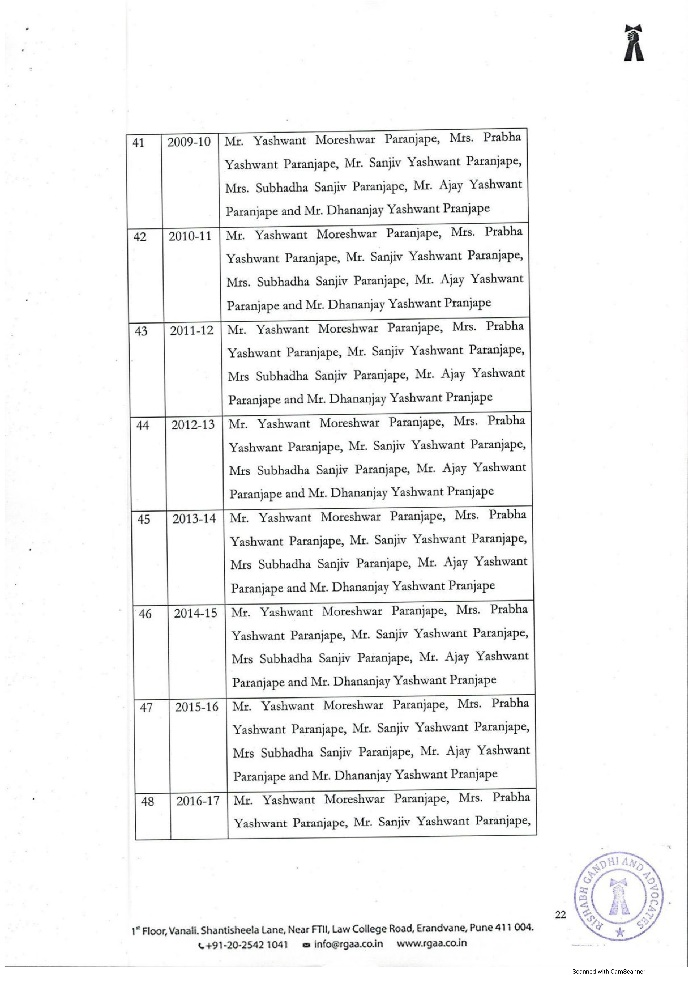 41 2009-10 Mr. Yashwant Moreshwar Paranjape, Mrs. Prabha
Yashwant Paranjape, Mr. Sanjiv Yashwant Paranjape,
Mrs. Subhadha Sanjiv Paranjape, Mr. Ajay Yashwant
Paranjape and Mr. Dhananjay Yashwant Pranjape
42 2010-11 Mr. Yashwant Moreshwar Paranjape, Mrs. Prabha
Yashwant Paranjape, Mr. Sanjiv Yashwant Paranjape,
Mrs. Subhadha Sanjiv Paranjape, Mr. Ajay Yashwant
Paranjape and Mr. Dhananjay Yashwant Pranjape
43 2011-12 Mr. Yashwant Moreshwar Paranjape, Mrs. Prabha
Yashwant Paranjape, Mr. Sanjiv Yashwant Paranjape,
Mrs Subhadha Sanjiv Paranjape, Mr. Ajay Yashwant
Paranjape and Mr. Dhananjay Yashwant Pranjape
44 2012-13 Mr. Yashwant Moreshwar Paranjape, Mrs. Prabha
Yashwant Paranjape, Mr. Sanjiv Yashwant Paranjape,
Mrs Subhadha Sanjiv Paranjape, Mr. Ajay Yashwant
Paranjape and Mr. Dhananjay Yashwant Pranjape
45 2013-14 Mr. Yashwant Moreshwar Paranjape, Mrs. Prabha
Yashwant Paranjape, Mr. Sanjiv Yashwant Paranjape,
Mrs Subhadha Sanjiv Paranjape, Mr. Ajay Yashwant
Paranjape and Mr. Dhananjay Yashwant Pranjape
46 2014-15 Mr. Yashwant Moreshwar Paranjape, Mrs. Prabha
Yashwant Paranjape, Mr. Sanjiv Yashwant Paranjape,
Mrs Subhadha Sanjiv Paranjape, Mr. Ajay Yashwant
Paranjape and Mr. Dhananjay Yashwant Pranjape
47 2015-16 Mr. Yashwant Moreshwar Paranjape, Mrs. Prabha
Yashwant Paranjape, Mr. Sanjiv Yashwant Paranjape,
Mrs Subhadha Sanjiv Paranjape, Mr. Ajay Yashwant
Paranjape and Mr. Dhananjay Yashwant Pranjape
48 2016-17 Mr. Yashwant Moreshwar Paranjape, Mrs. Prabha
Yashwant Paranjape, Mr. Sanjiv Yashwant Paranjape,
22
RISHABH GANDHI AND ADVOCATES
1st Floor, Vanali. Shantisheela Lane, Near FTII, Law College Road, Erandvane, Pune 411 004.
+91-20-2542 1041 info@rgaa.co.in www.rgaa.co.in
Scanned with CamScanner